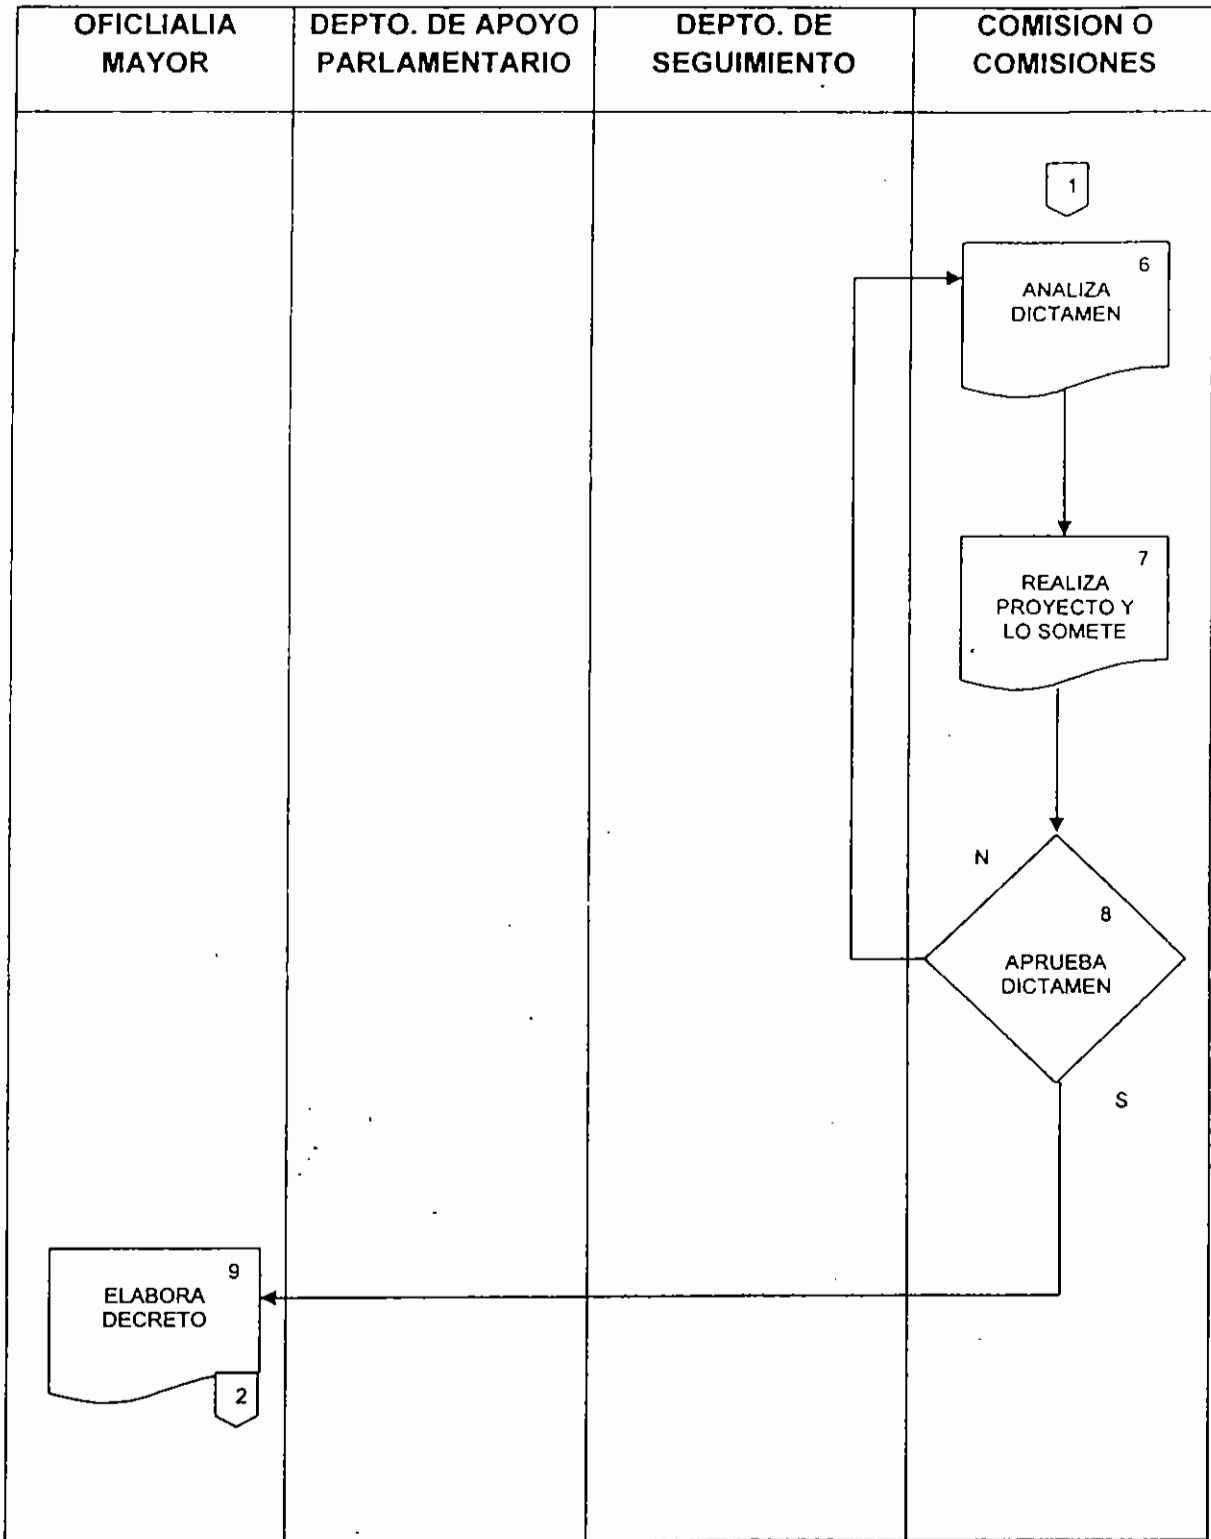 OFICLIALIA
MAYOR
DEPTO. DE APOYO
PARLAMENTARIO
DEPTO. DE
SEGUIMIENTO
COMISION O
COMISIONES
1
6
ANALIZA
DICTAMEN
7
REALIZA
PROYECTO Y
LO SOMETE
N
8
APRUEBA
DICTAMEN
S
9
ELABORA
DECRETO
2